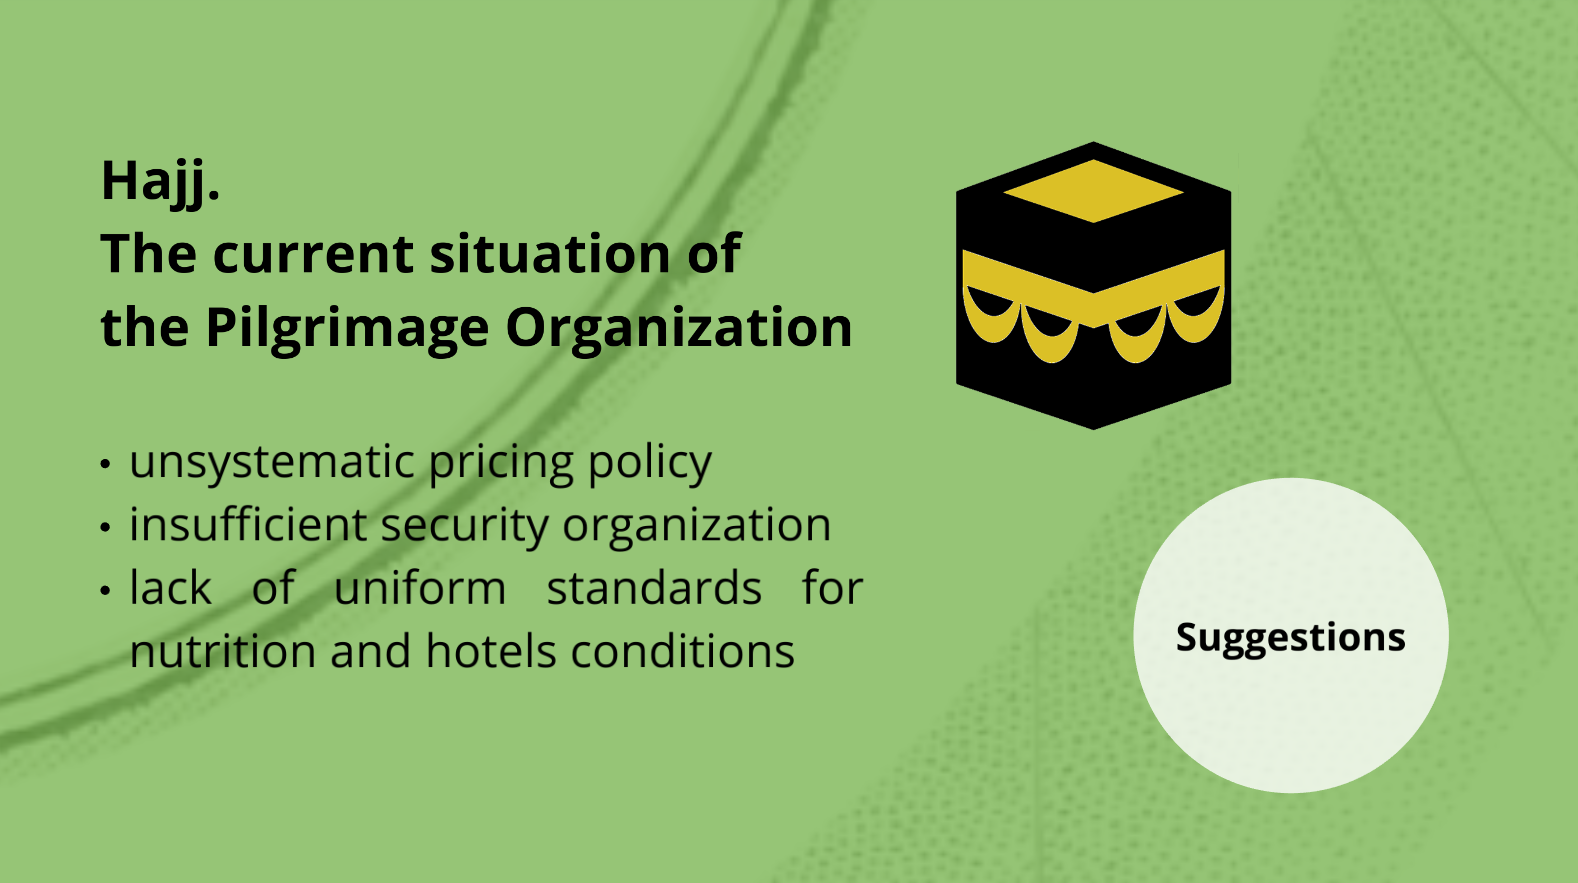 Hajj.
The current situation of
the Pilgrimage Organization
• unsystematic pricing policy
• insufficient security organization
• lack of uniform standards for
nutrition and hotels conditions
Suggestions